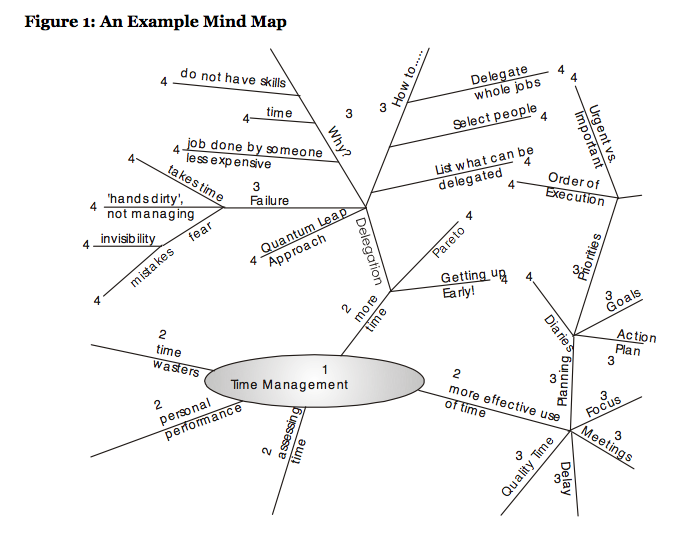 Figure 1: An Example Mind Map
4 do not have skills
4 time
3
Why?
4 job done by someone
less expensive
4
takes time
3
Failure
4 'hands dirty',
not managing
4 invisibility
fear
mistakes
4
Quantum Leap
4 Approach
Delegation
3 How to.....
Delegate 4
whole jobs
Select people 4
List what can be
delegated 4
4
Urgent vs.
Important
4 Order of
Execution
4
Pareto
Getting up 4
Early!
2 more
time
3 Priorities
3 Goals
Action
Plan
3
4
Diaries
3 Planning
2
time
wasters
1
Time Management
2
personal
performance
2 assessing
time
2
more effective use
of time
3
Focus
3
Meetings
3
Quality Time
3 Delay